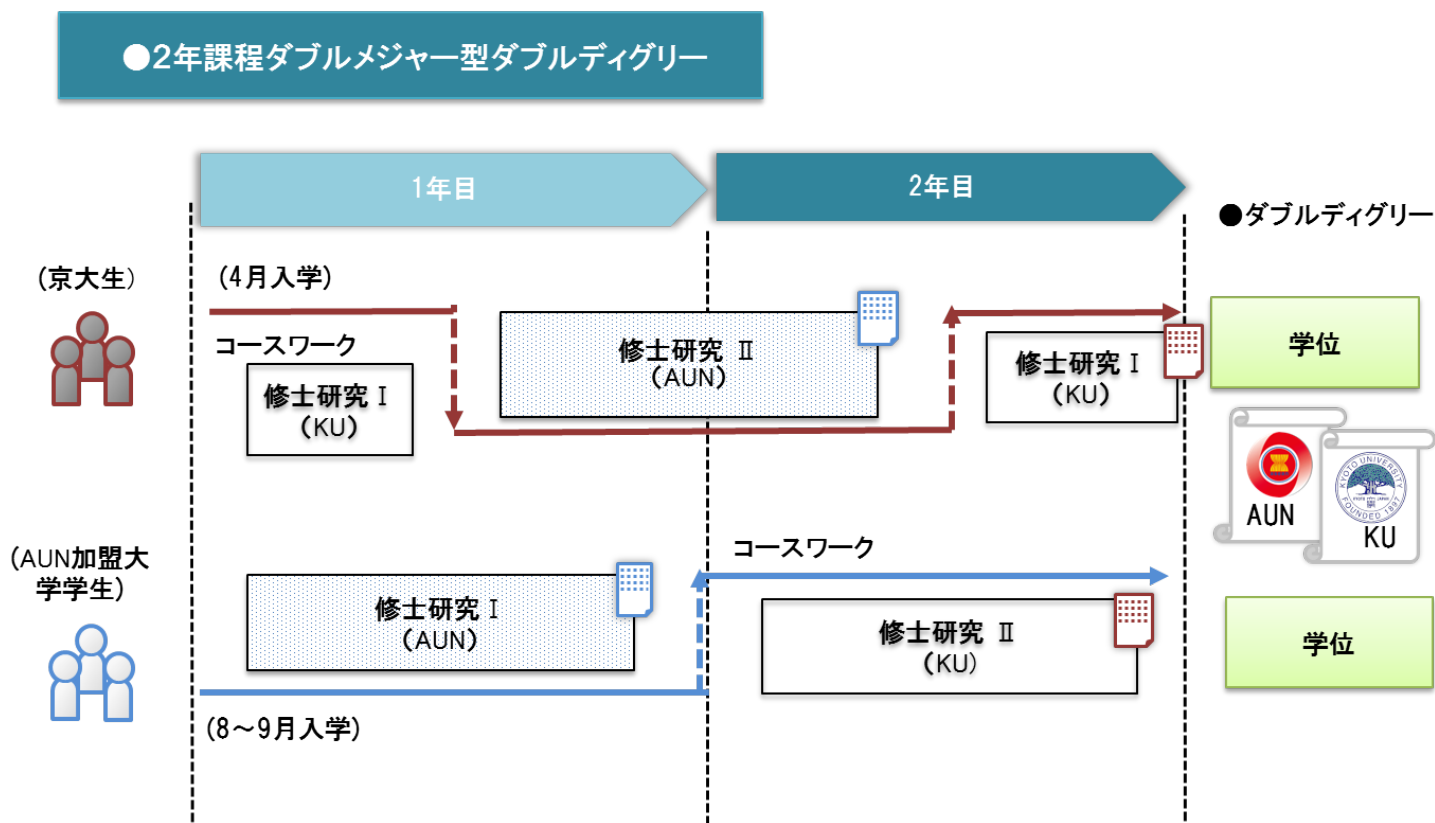 ●2年課程ダブルメジャー型ダブルディグリー
1年目
2年目
●ダブルディグリー
(京大生)
(4月入学)
コースワーク
修士研究 Ⅰ
(KU)
修士研究 Ⅱ
(AUN)
修士研究 Ⅰ
(KU)
学位
AUN
KYOTO UNIVERSITY
FOUNDED 1897
KU
(AUN加盟大
学学生)
コースワーク
修士研究 Ⅰ
(AUN)
修士研究 Ⅱ
(KU)
学位
(8～9月入学)